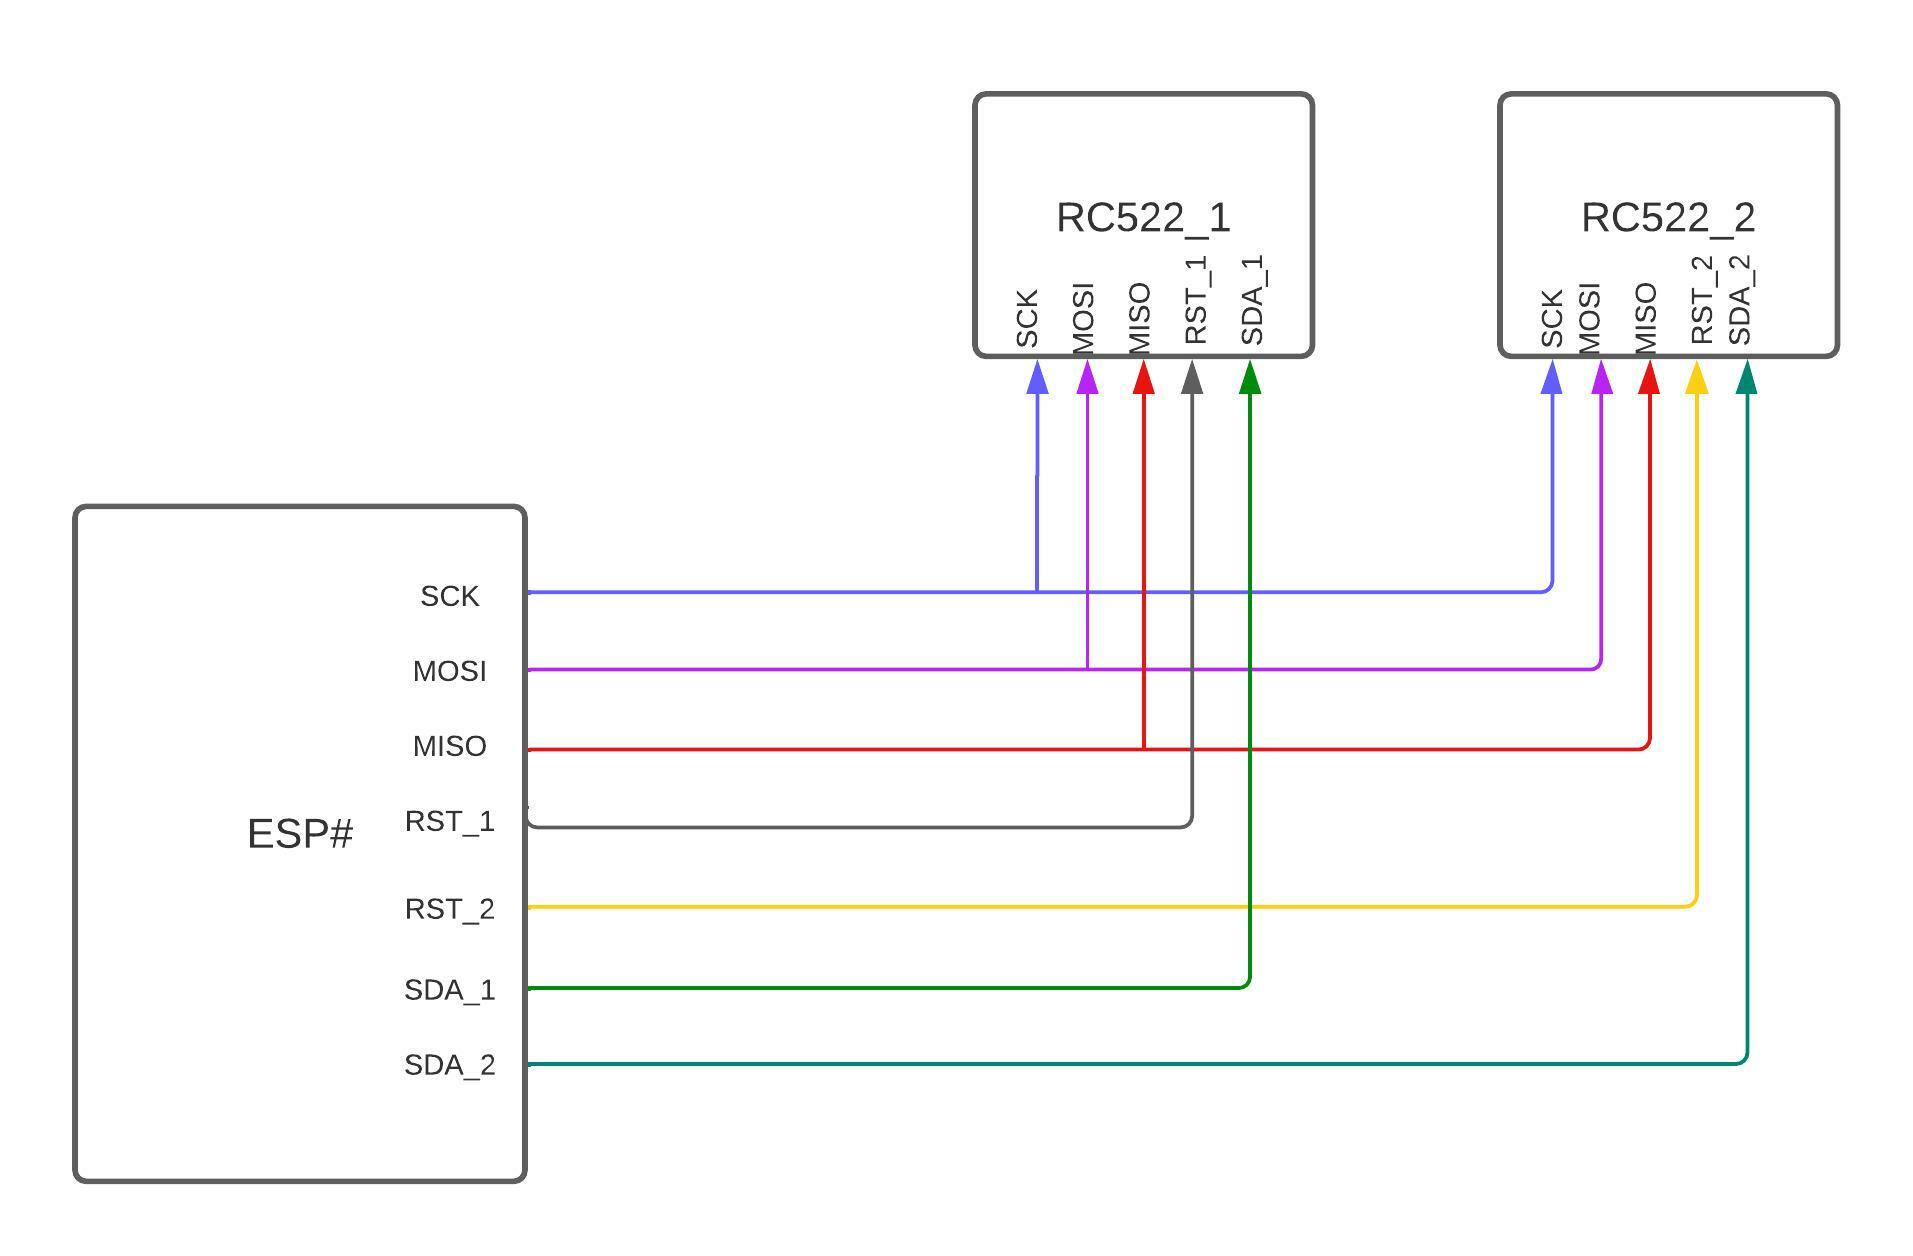 RC522_1
SCK
MOSI
MISO
RST_1
SDA_1
RC522_2
SCK
MOSI
MISO
RST_2
SDA_2
ESP#
SCK
MOSI
MISO
RST_1
RST_2
SDA_1
SDA_2